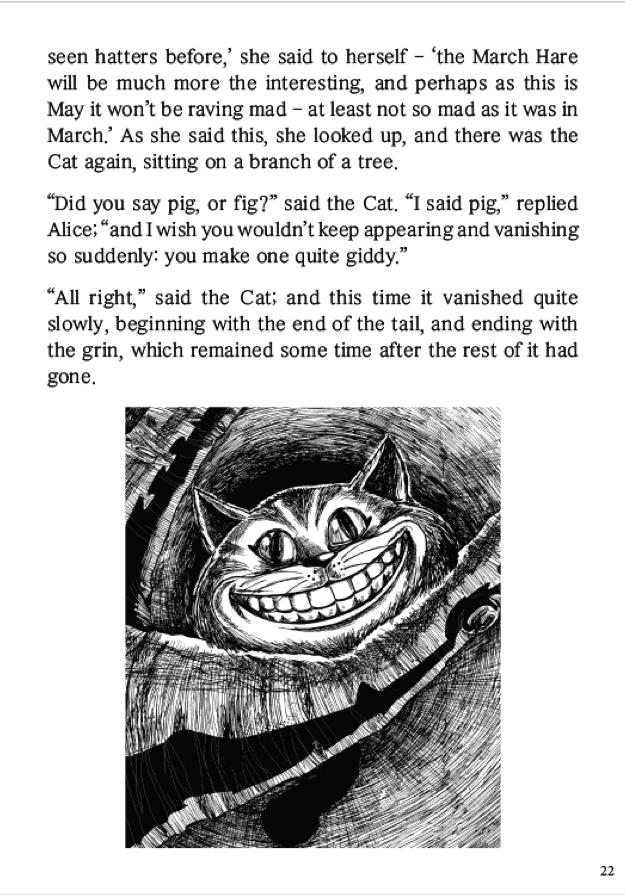 seen hatters before,’ she said to herself – ‘the March Hare
will be much more the interesting, and perhaps as this is
May it won’t be raving mad – at least not so mad as it was in
March.’ As she said this, she looked up, and there was the
Cat again, sitting on a branch of a tree.
“Did you say pig, or fig?” said the Cat. “I said pig,” replied
Alice; “and I wish you wouldn’t keep appearing and vanishing
so suddenly: you make one quite giddy.”
“All right,” said the Cat; and this time it vanished quite
slowly, beginning with the end of the tail, and ending with
the grin, which remained some time after the rest of it had
gone.
22